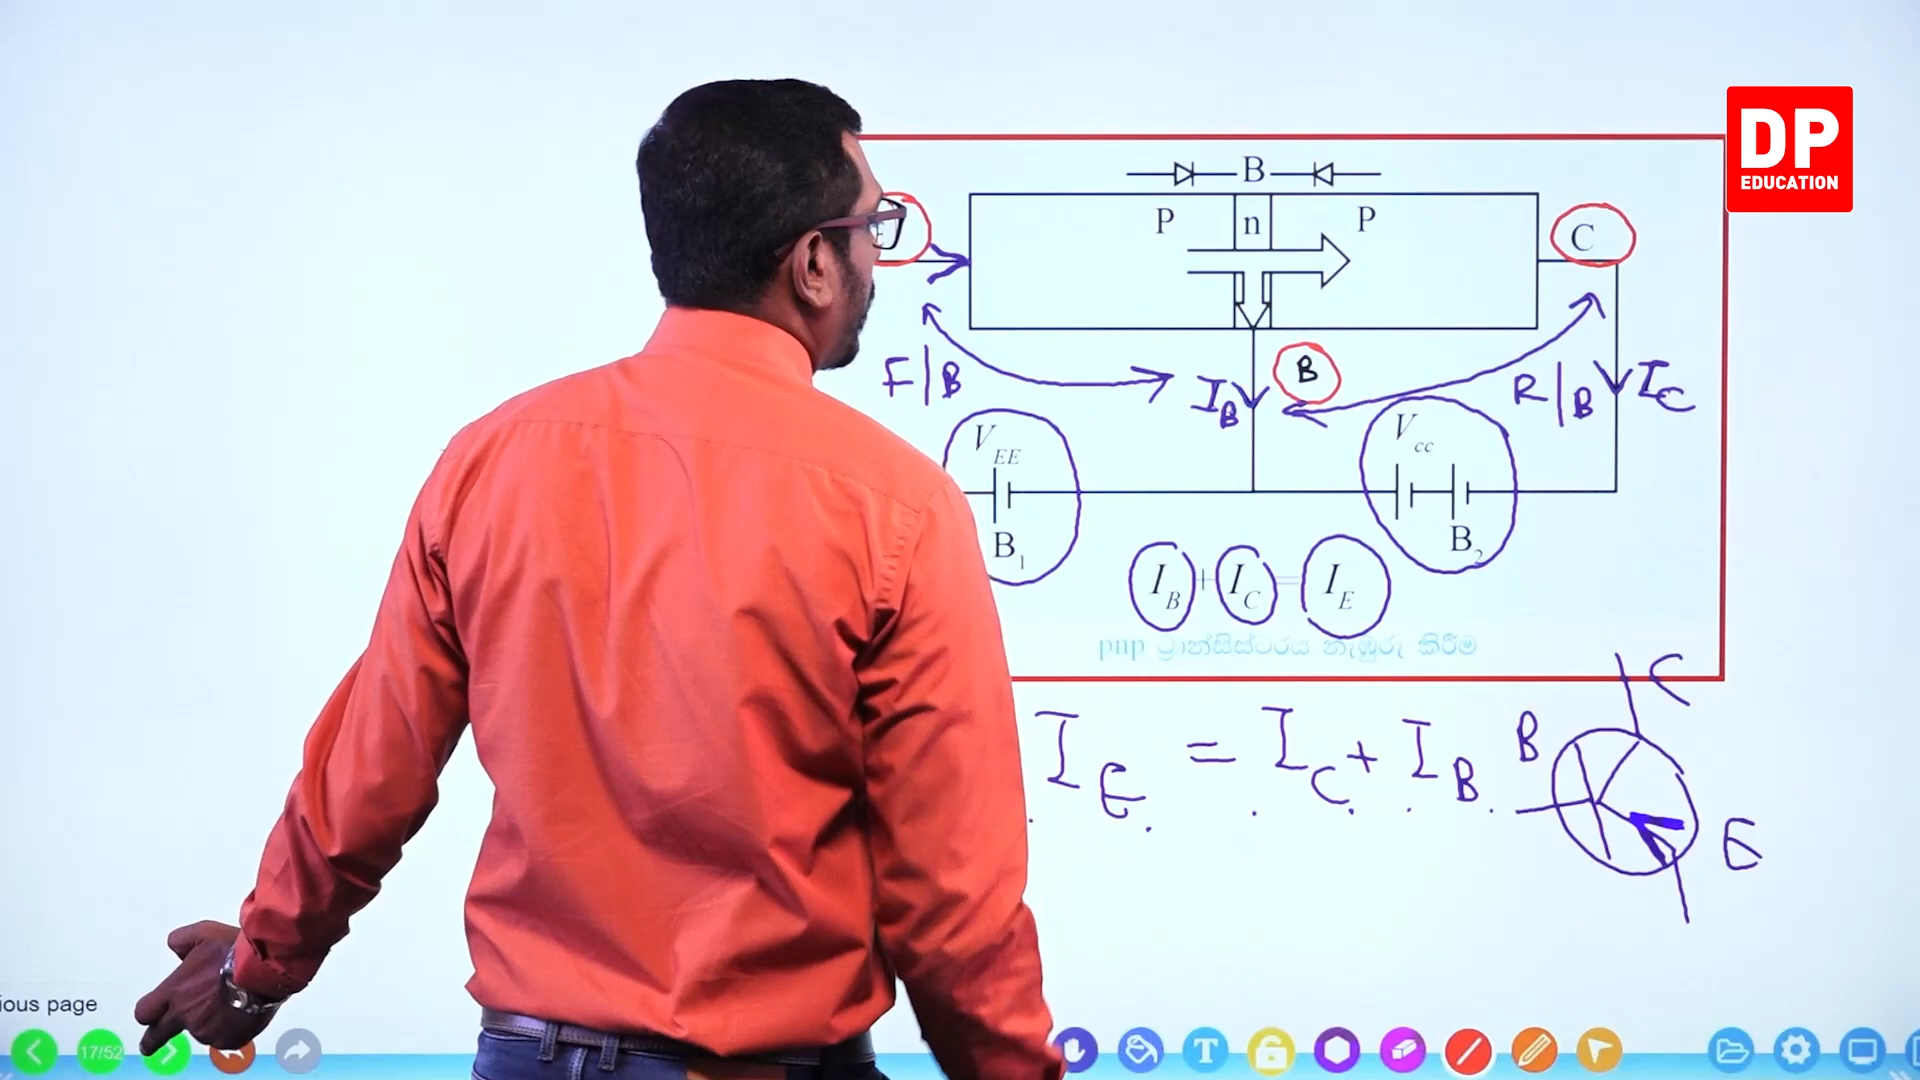 DP
EDUCATION
B
P n P
C
B
F|B I_B R|B I_C
V_EE V_cc
B_1 B_2
I_B + I_C = I_E
pnp ට්‍රාන්සිස්ටරය නැඹුරු කිරීම
C
I_E = I_C + I_B B
E
ious page
17/52
T